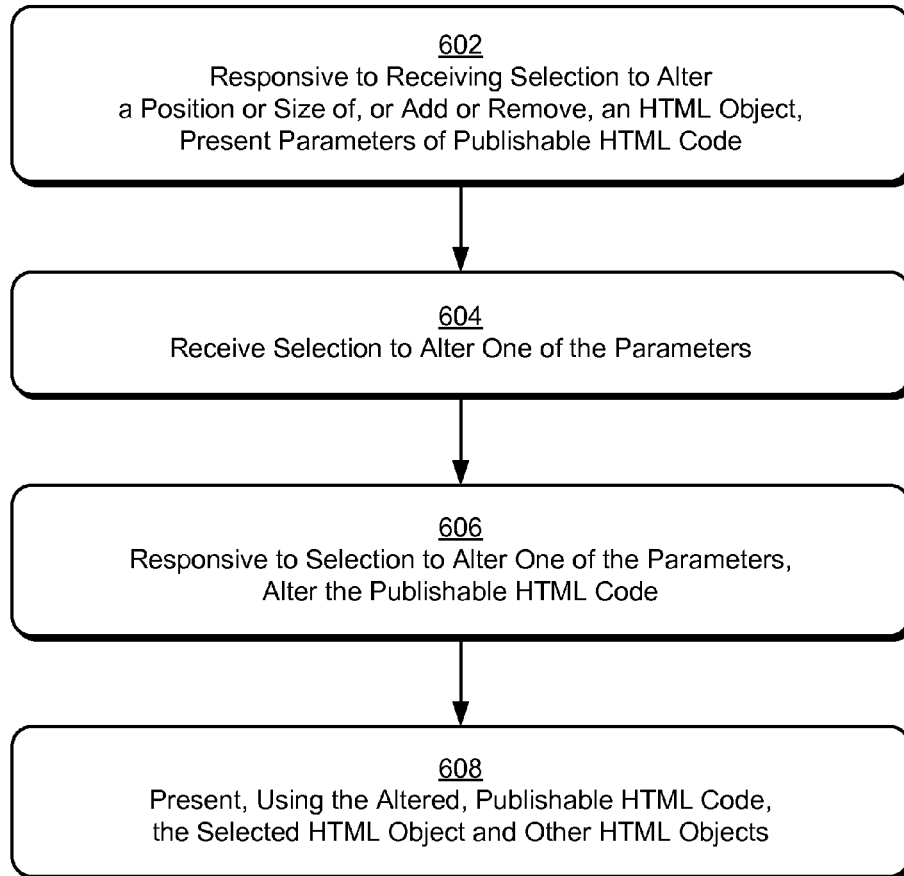 602
Responsive to Receiving Selection to Alter
a Position or Size of, or Add or Remove, an HTML Object,
Present Parameters of Publishable HTML Code
604
Receive Selection to Alter One of the Parameters
606
Responsive to Selection to Alter One of the Parameters,
Alter the Publishable HTML Code
608
Present, Using the Altered, Publishable HTML Code,
the Selected HTML Object and Other HTML Objects